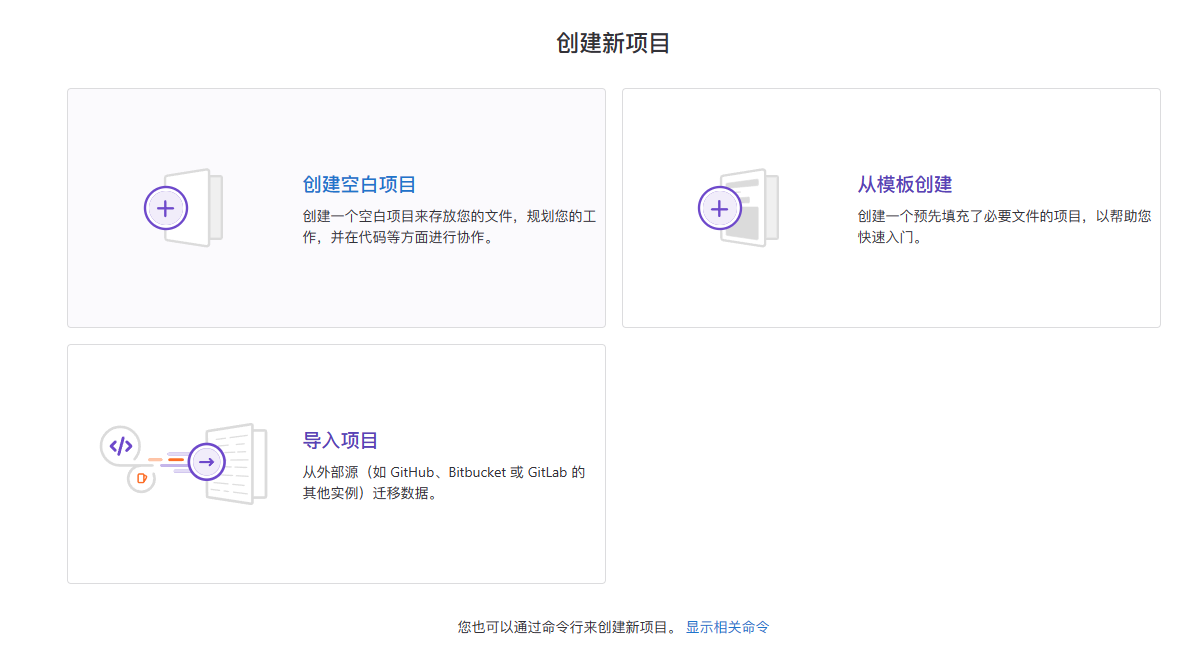 创建新项目
创建空白项目
创建一个空白项目来存放您的文件，规划您的工
作，并在代码等方面进行协作。
从模板创建
创建一个预先填充了必要文件的项目，以帮助您
快速入门。
导入项目
从外部源（如 GitHub、Bitbucket 或 GitLab 的
其他实例）迁移数据。
您也可以通过命令行来创建新项目。 显示相关命令